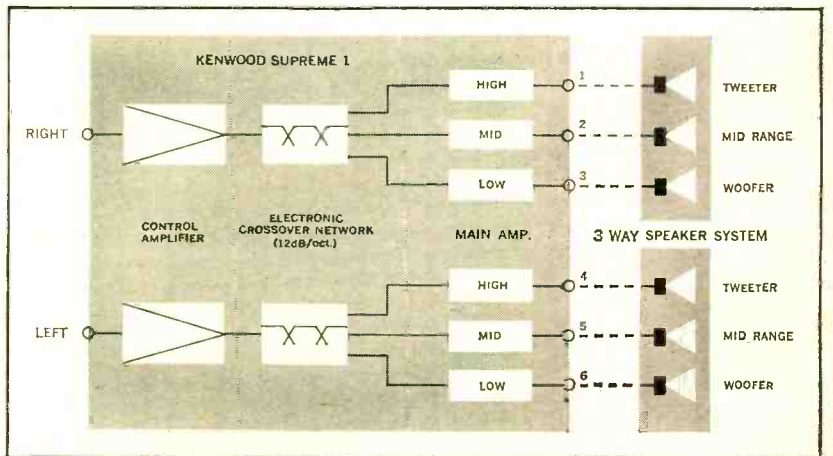 KENWOOD SUPREME 1
RIGHT
HIGH
1
TWEETER
MID
2
MID RANGE
LOW
3
WOOFER
CONTROL
AMPLIFIER
ELECTRONIC
CROSSOVER NETWORK
(12dB/oct.)
MAIN AMP.
3 WAY SPEAKER SYSTEM
LEFT
HIGH
4
TWEETER
MID
5
MID RANGE
LOW
6
WOOFER